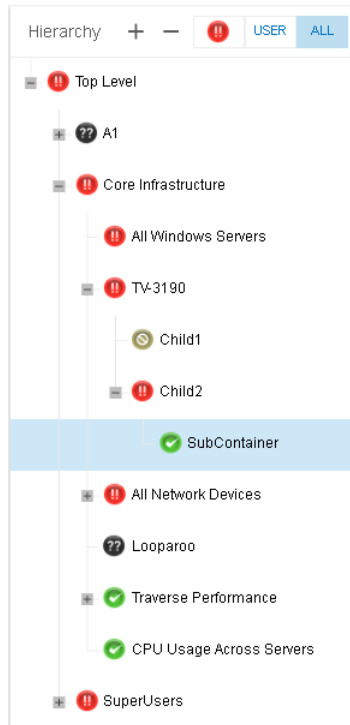 Hierarchy + − !! USER ALL
!! Top Level
?? A1
!! Core Infrastructure
!! All Windows Servers
!! TV-3190
Child1
!! Child2
SubContainer
!! All Network Devices
?? Looparoo
Traverse Performance
CPU Usage Across Servers
!! SuperUsers